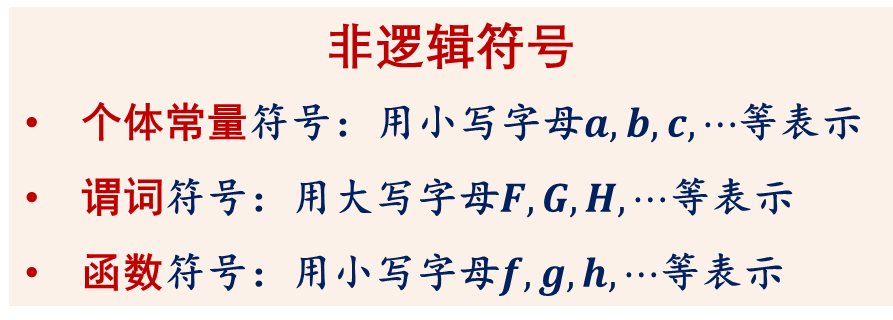 非逻辑符号
• 个体常量符号：用小写字母a, b, c, ⋯等表示
• 谓词符号：用大写字母F, G, H, ⋯等表示
• 函数符号：用小写字母f, g, h, ⋯等表示